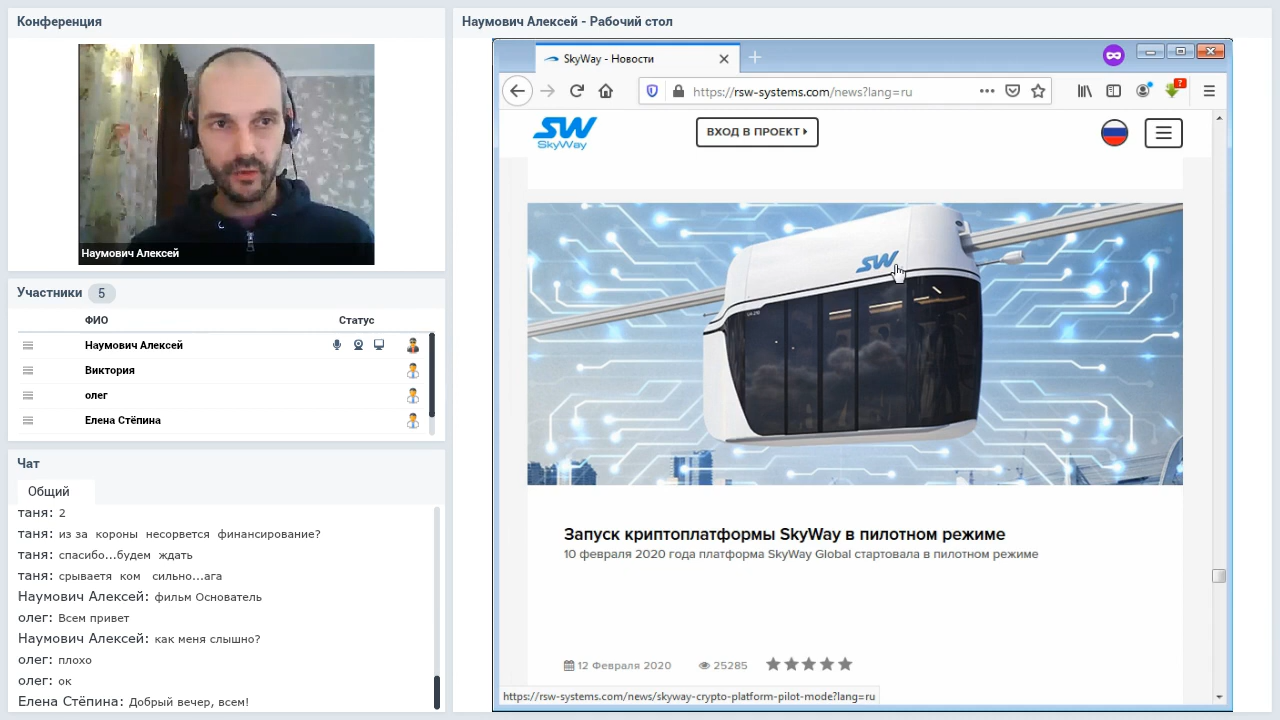 Конференция
Наумович Алексей
Участники 5
ФИО Статус
Наумович Алексей
Виктория
олег
Елена Стёпина
Чат
Общий
таня: 2
таня: из за короны несорвется финансирование?
таня: спасибо...будем ждать
таня: срываетя ком сильно...ага
Наумович Алексей: фильм Основатель
олег: Всем привет
Наумович Алексей: как меня слышно?
олег: плохо
олег: ок
Елена Стёпина: Добрый вечер, всем!
Наумович Алексей - Рабочий стол
SkyWay - Новости
https://rsw-systems.com/news?lang=ru
SW
SkyWay
ВХОД В ПРОЕКТ
SW
Запуск криптоплатформы SkyWay в пилотном режиме
10 февраля 2020 года платформа SkyWay Global стартовала в пилотном режиме
12 Февраля 2020 25285
https://rsw-systems.com/news/skyway-crypto-platform-pilot-mode?lang=ru